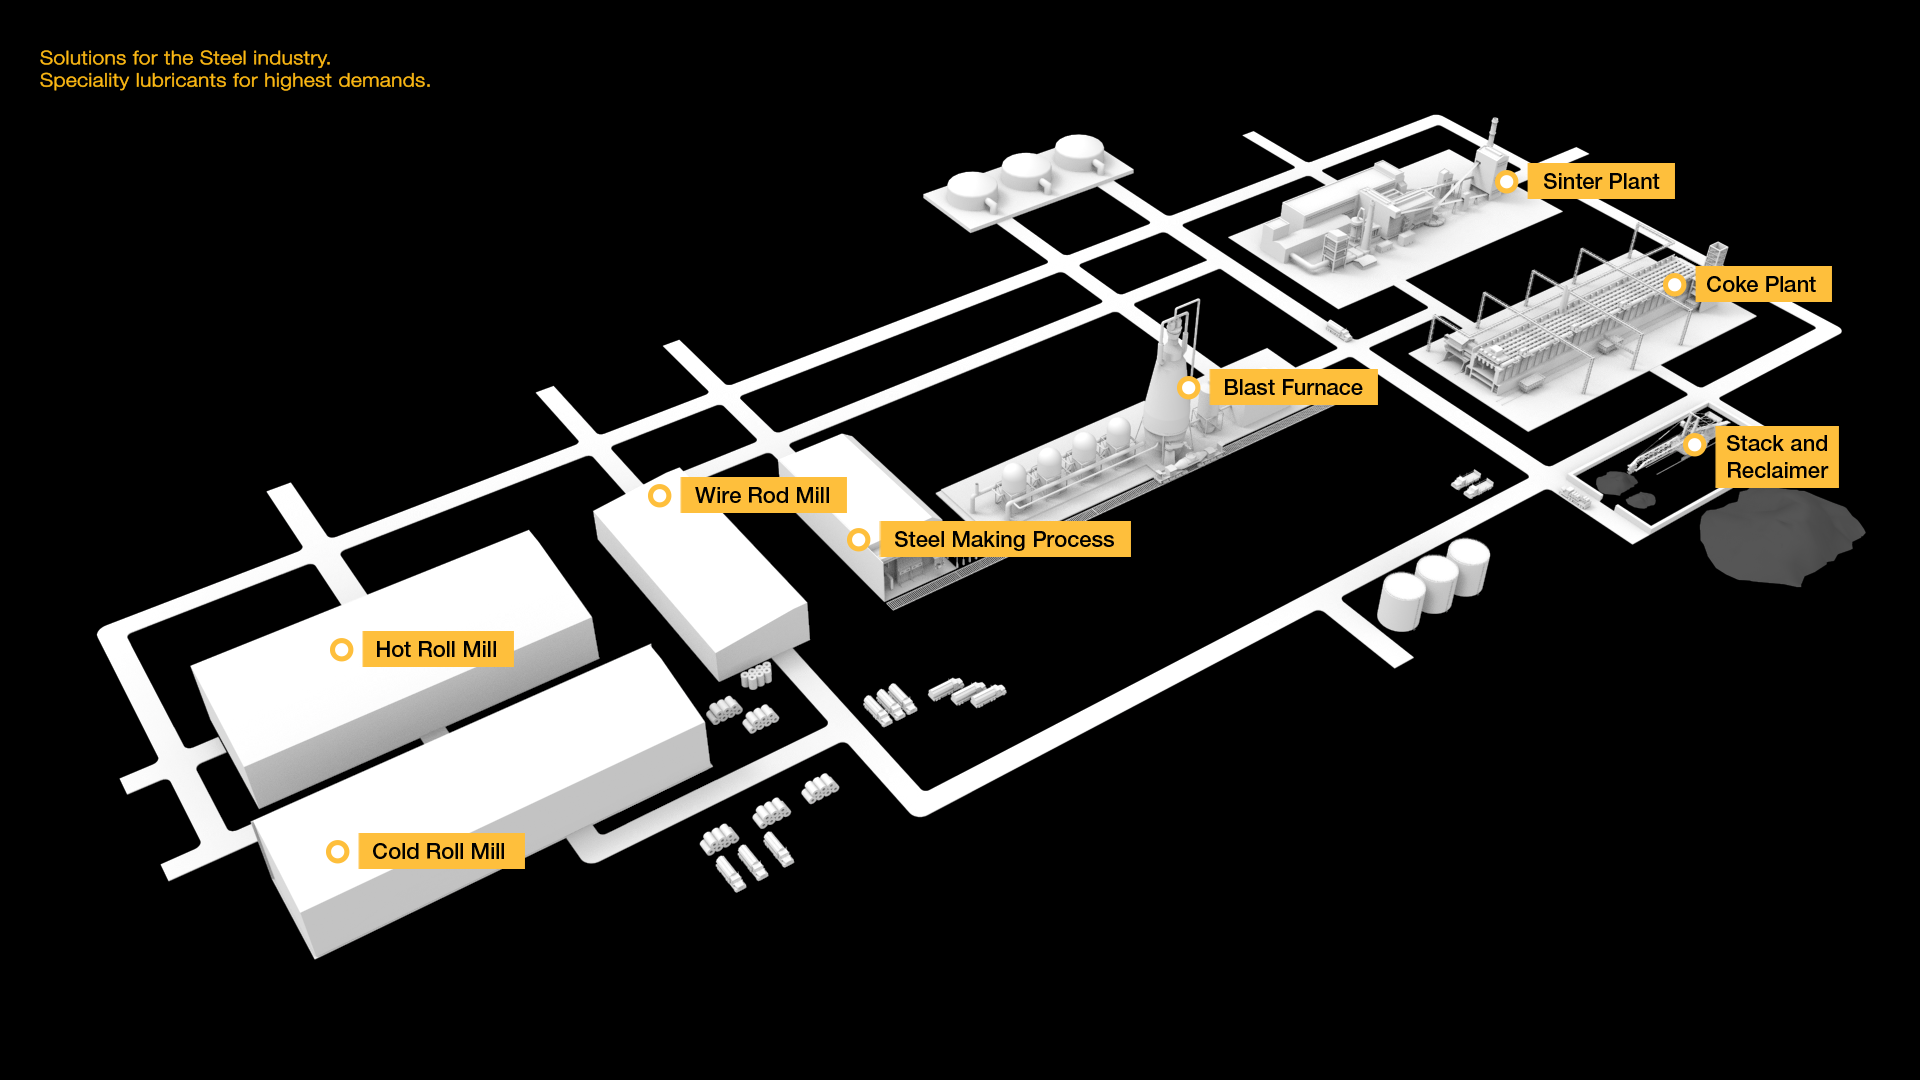 Solutions for the Steel industry.
Speciality lubricants for highest demands.
Sinter Plant
Coke Plant
Blast Furnace
Stack and
Reclaimer
Wire Rod Mill
Steel Making Process
Hot Roll Mill
Cold Roll Mill